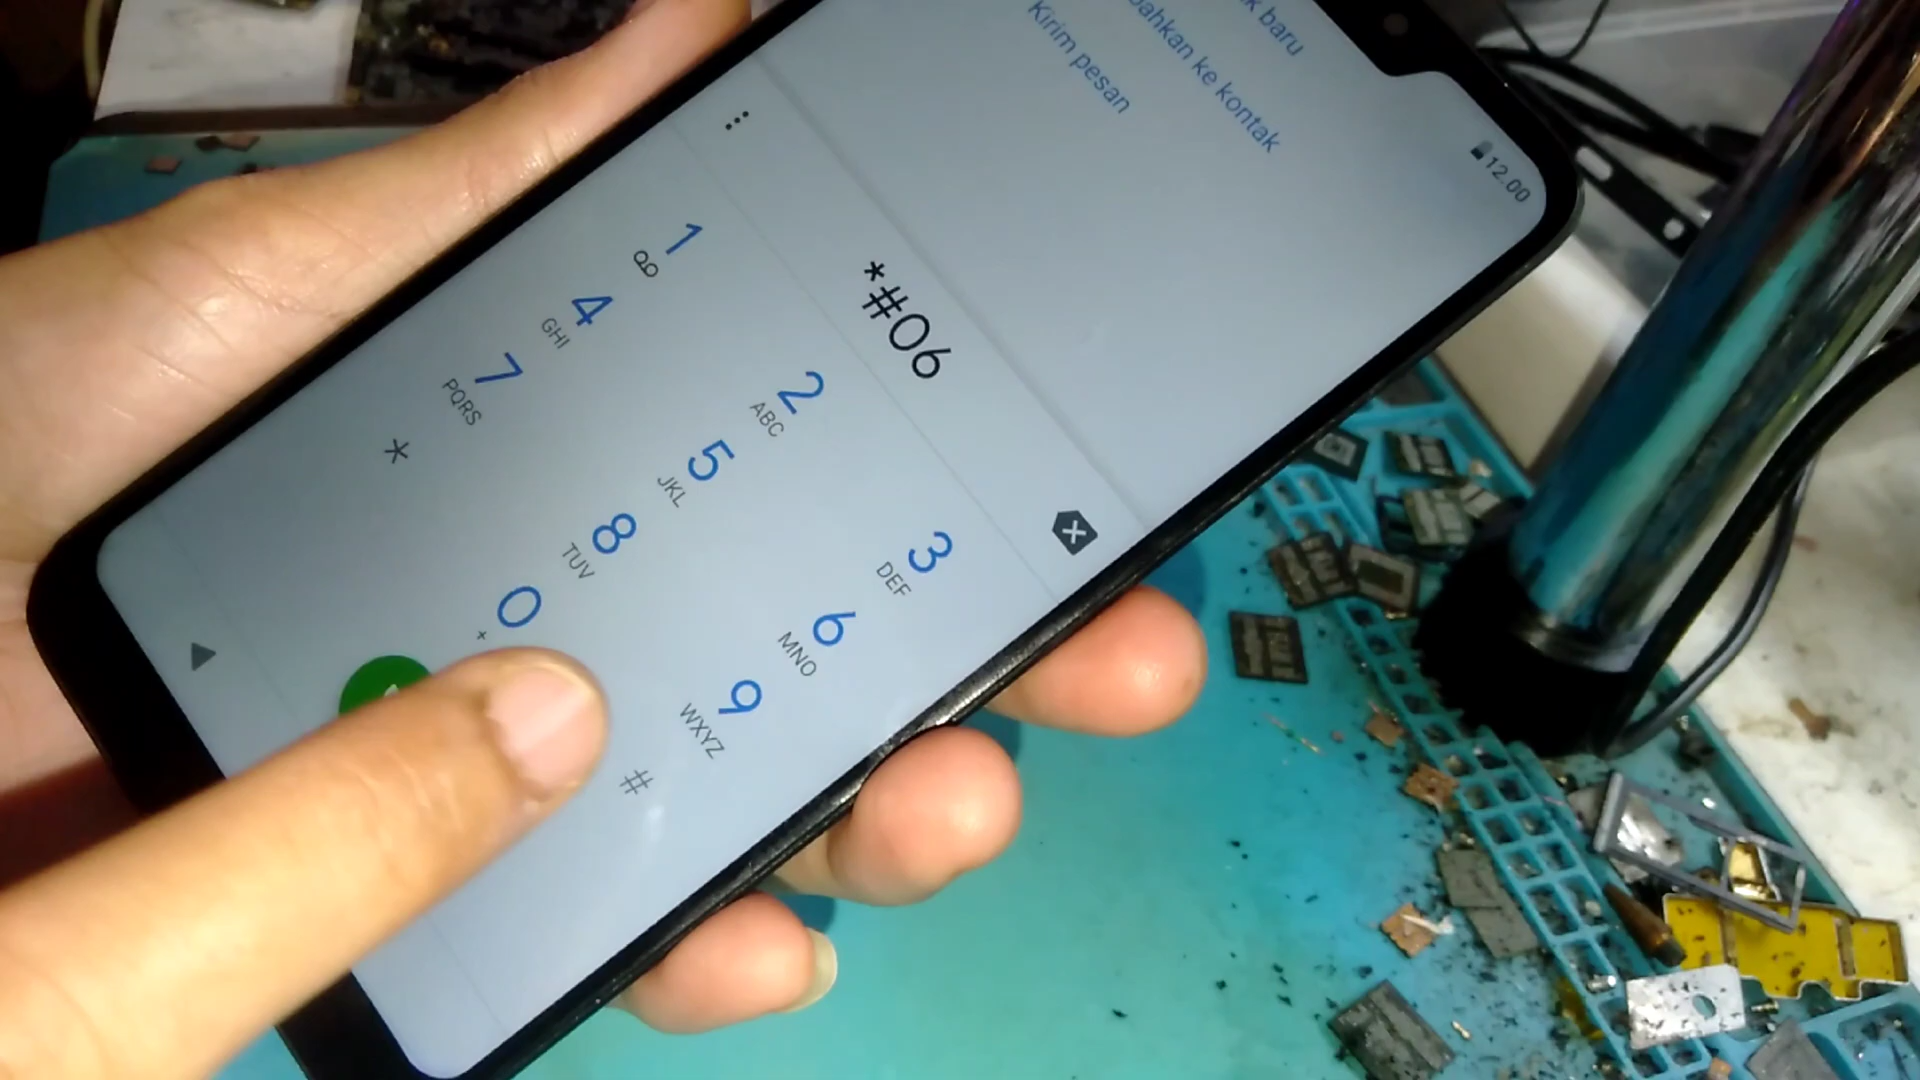 12.00
k baru
bahkan ke kontak
Kirim pesan
*#06
1
2 ABC
3 DEF
4 GHI
5 JKL
6 MNO
7 PQRS
8 TUV
9 WXYZ
*
0 +
#